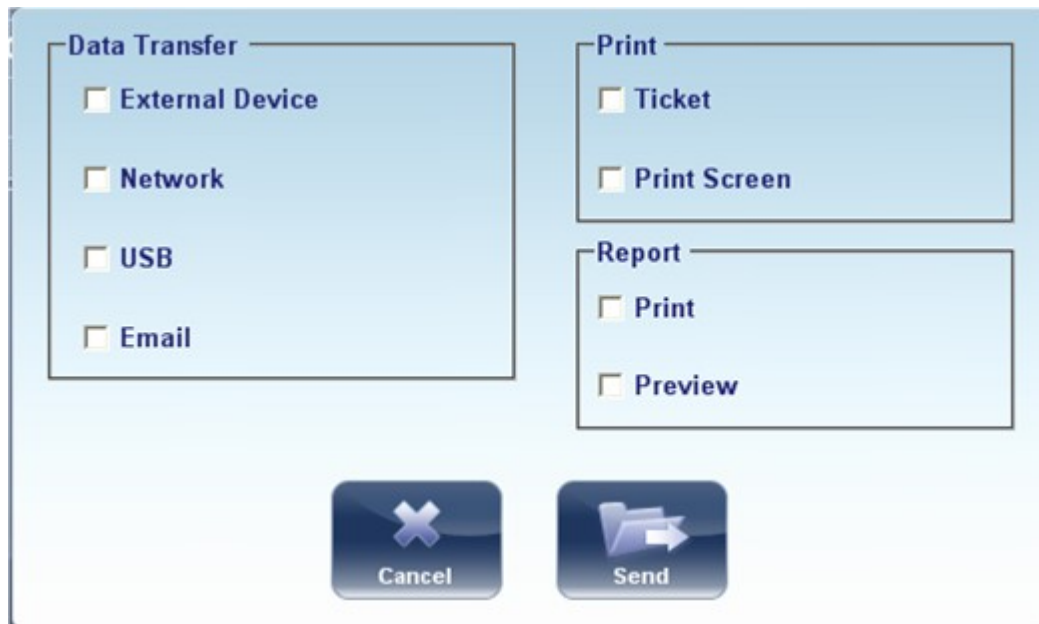 Data Transfer
External Device
Network
USB
Email
Print
Ticket
Print Screen
Report
Print
Preview
Cancel
Send